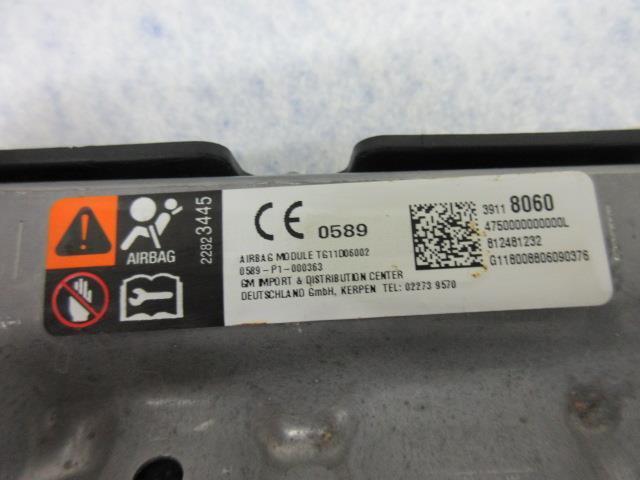 AIRBAG
22823445
CE 0589
AIRBAG MODULE TG11D06002
0589-P1-000363
GM IMPORT & DISTRIBUTION CENTER
DEUTSCHLAND GmbH, KERPEN TEL: 02273 9570
3911 8060
4750000000000L
812481232
G118008806090376